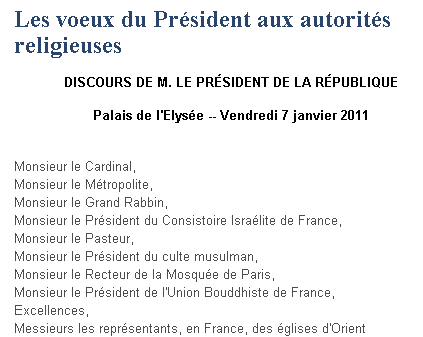 Les voeux du Président aux autorités
religieuses
DISCOURS DE M. LE PRÉSIDENT DE LA RÉPUBLIQUE
Palais de l'Elysée -- Vendredi 7 janvier 2011
Monsieur le Cardinal,
Monsieur le Métropolite,
Monsieur le Grand Rabbin,
Monsieur le Président du Consistoire Israélite de France,
Monsieur le Pasteur,
Monsieur le Président du culte musulman,
Monsieur le Recteur de la Mosquée de Paris,
Monsieur le Président de l'Union Bouddhiste de France,
Excellences,
Messieurs les représentants, en France, des églises d'Orient